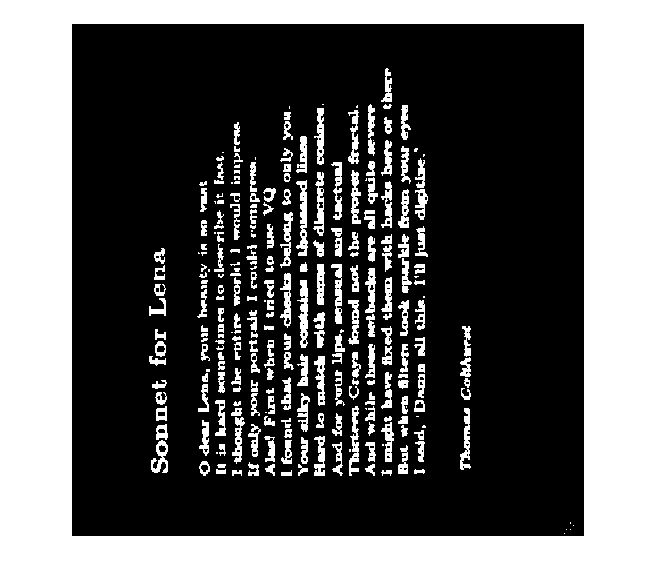 Sonnet for Lena
O dear Lena, your beauty is so vast
It is hard sometimes to describe it fast.
I thought the entire world I would impress
If only your portrait I could compress.
Alas! First when I tried to use VQ
I found that your cheeks belong to only you.
Your silky hair contains a thousand lines
Hard to match with sums of discrete cosines.
And for your lips, sensual and tactual
Thirteen Crays found not the proper fractal.
And while these setbacks are all quite severe
I might have fixed them with hacks here or there
But when filters took sparkle from your eyes
I said, 'Damn all this. I'll just digitize.'
Thomas Colthurst